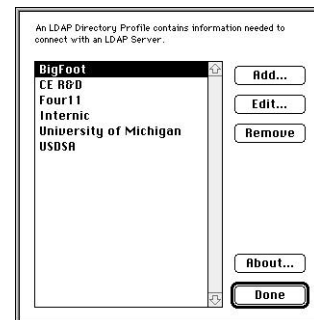 An LDAP Directory Profile contains information needed to
connect with an LDAP Server.
BigFoot
CE R&D
Four11
Internic
University of Michigan
USDSA
Add...
Edit...
Remove
About...
Done